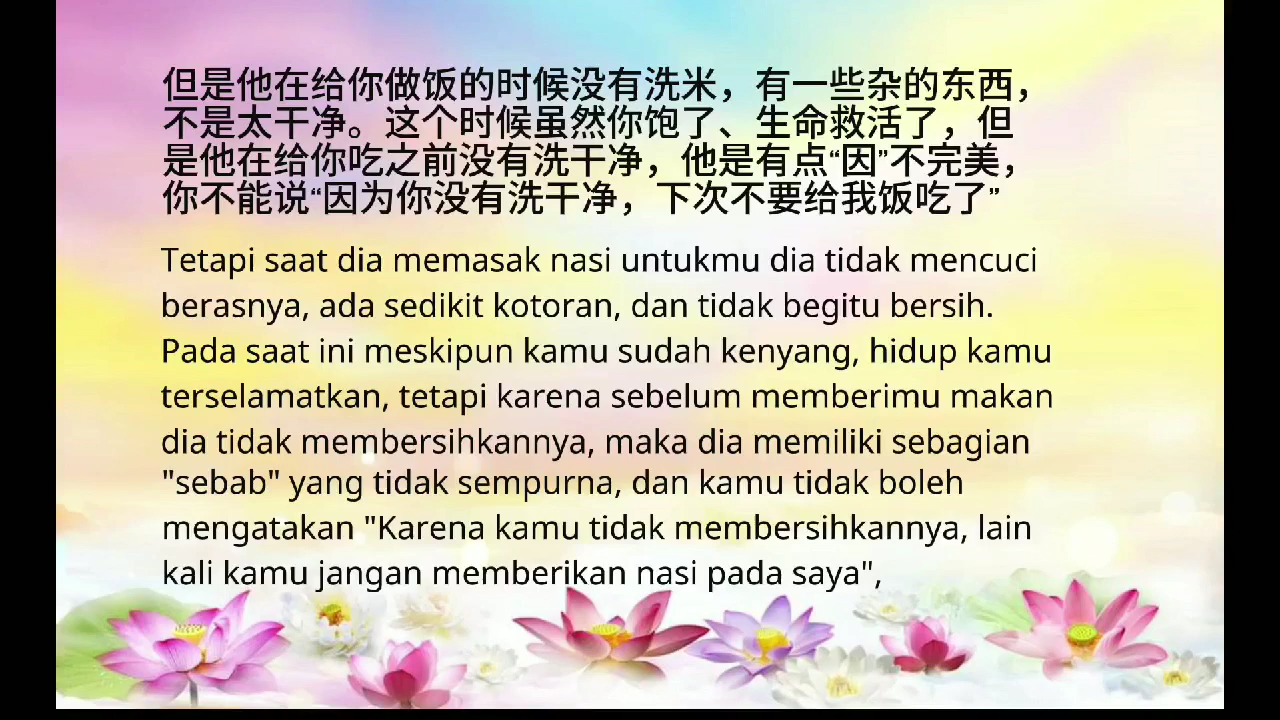 但是他在给你做饭的时候没有洗米，有一些杂的东西，
不是太干净。这个时候虽然你饱了、生命救活了，但
是他在给你吃之前没有洗干净，他是有点“因”不完美，
你不能说“因为你没有洗干净，下次不要给我饭吃了”
Tetapi saat dia memasak nasi untukmu dia tidak mencuci
berasnya, ada sedikit kotoran, dan tidak begitu bersih.
Pada saat ini meskipun kamu sudah kenyang, hidup kamu
terselamatkan, tetapi karena sebelum memberimu makan
dia tidak membersihkannya, maka dia memiliki sebagian
"sebab" yang tidak sempurna, dan kamu tidak boleh
mengatakan "Karena kamu tidak membersihkannya, lain
kali kamu jangan memberikan nasi pada saya",